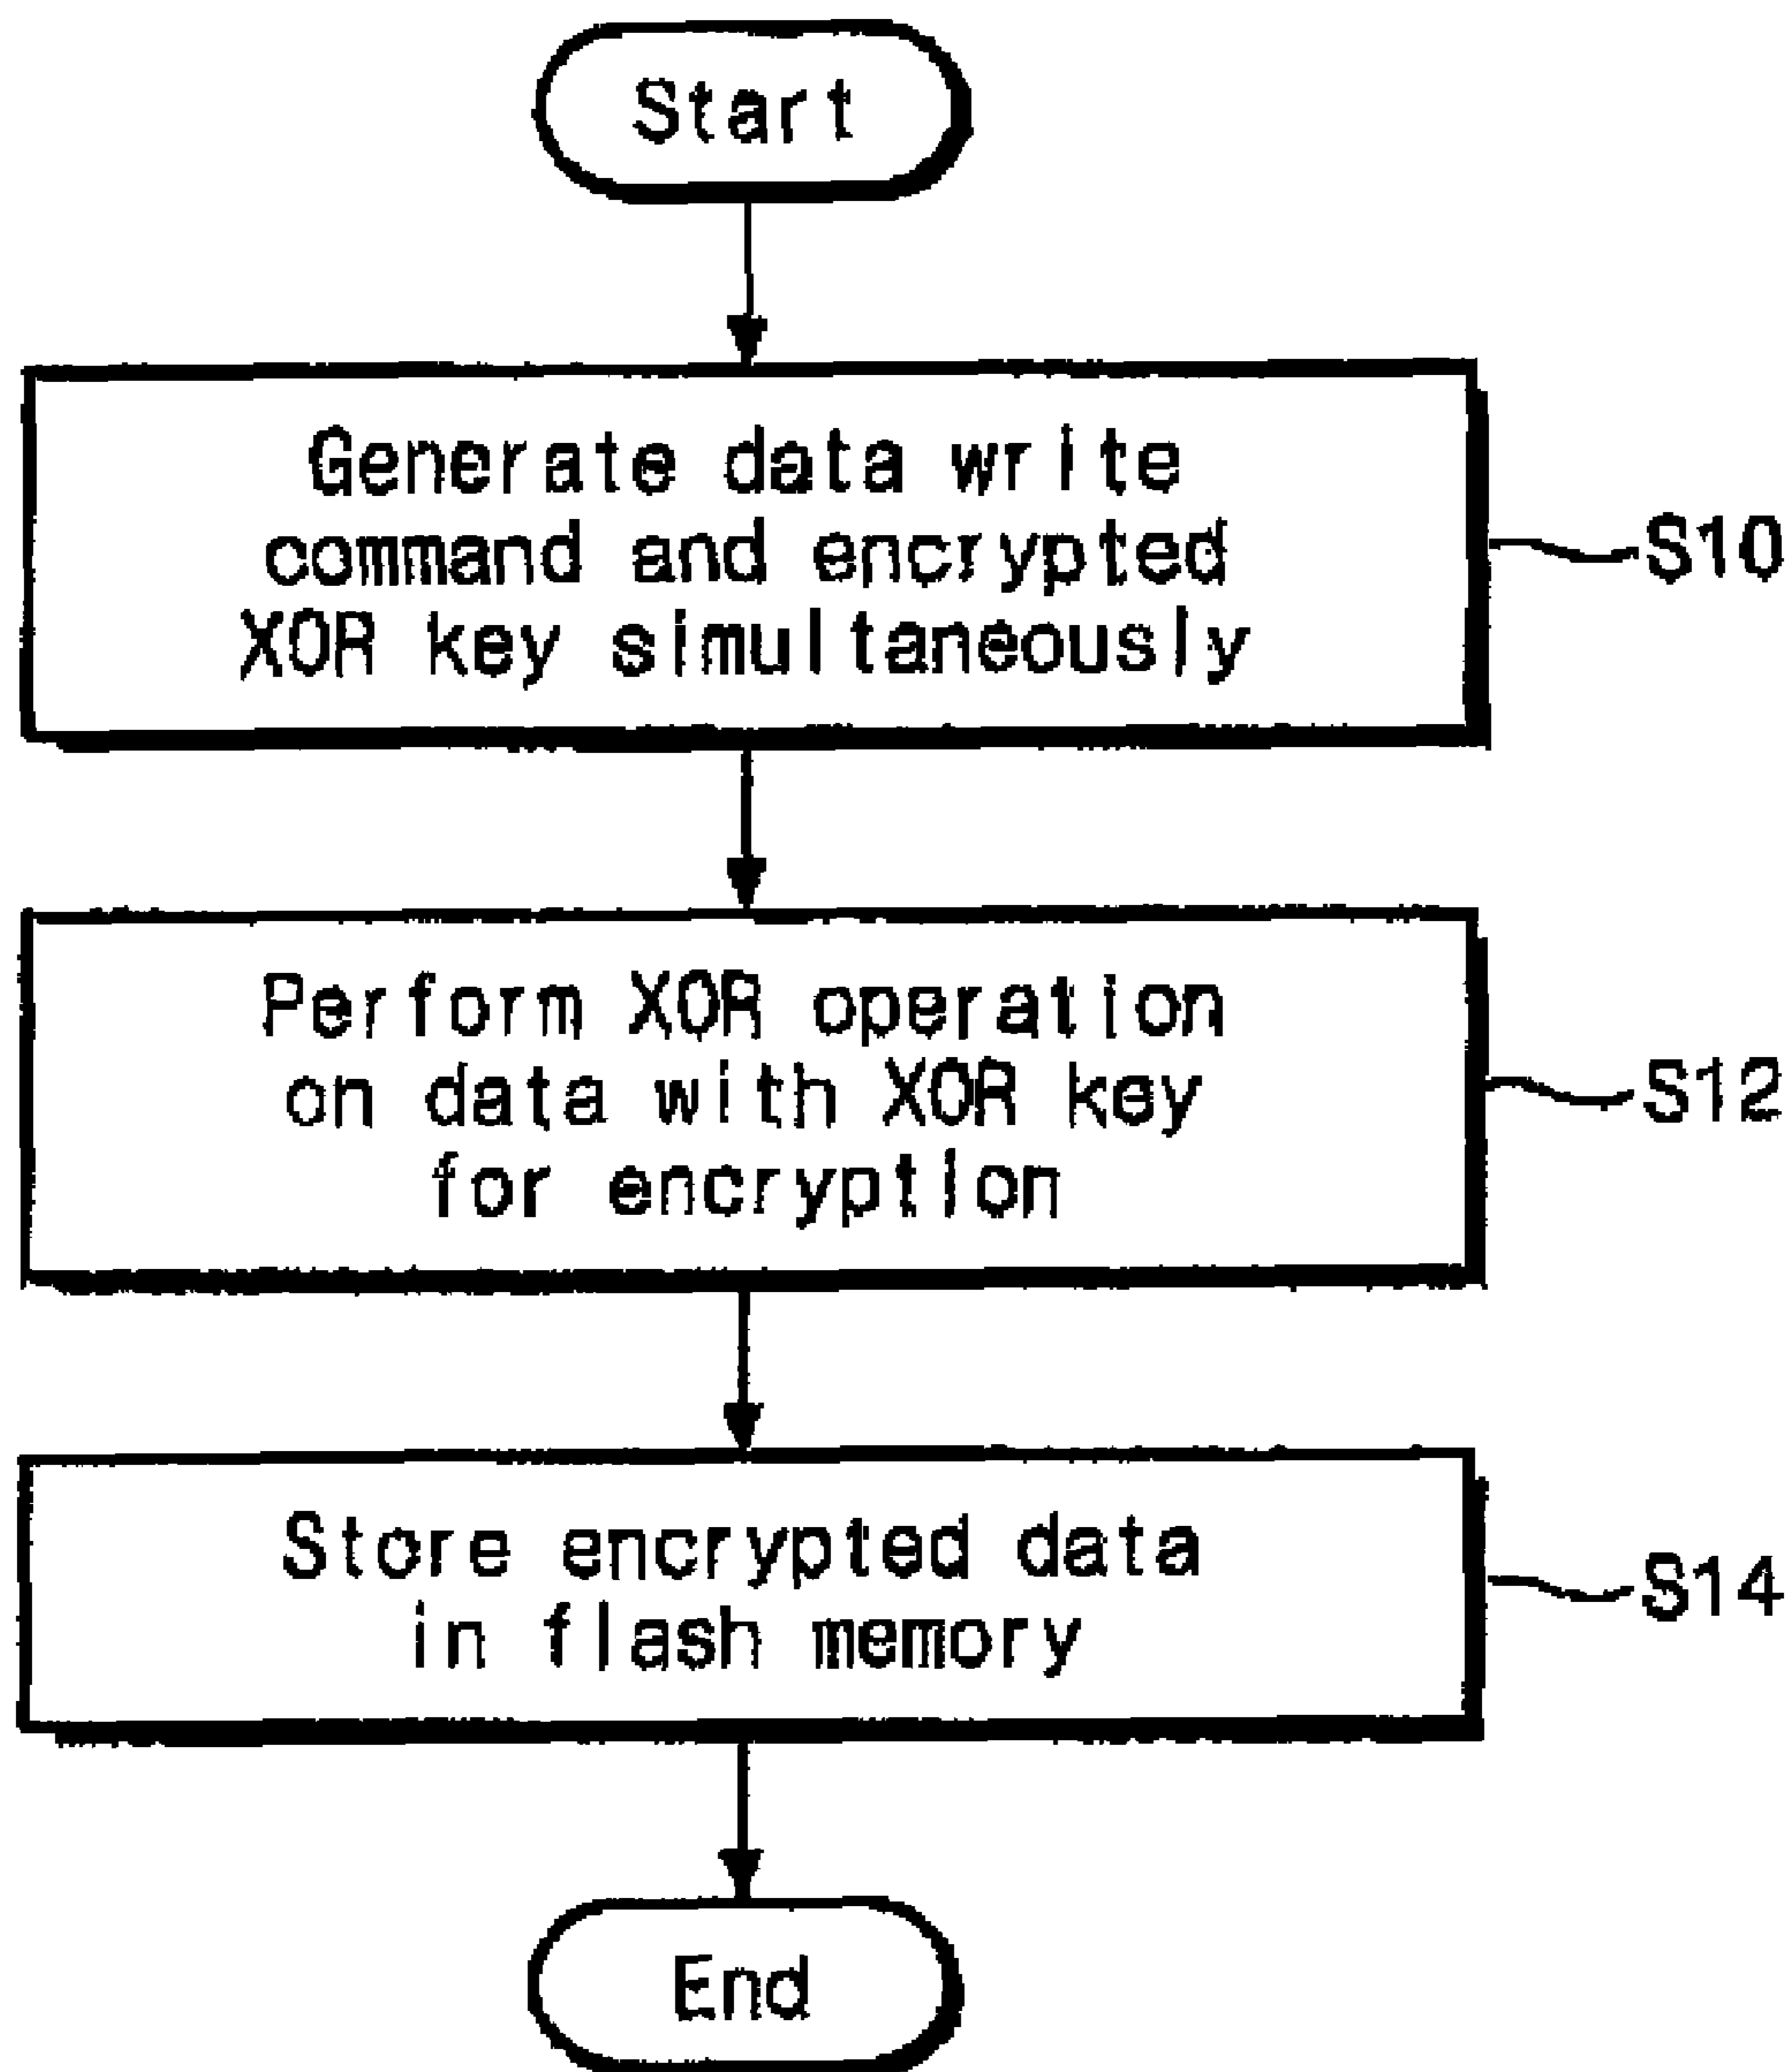 Start
Generate data write
command and encrypted
XOR key simultaneously
S10
Perform XOR operation
on data with XOR key
for encryption
S12
Store encrypted data
in flash memory
S14
End